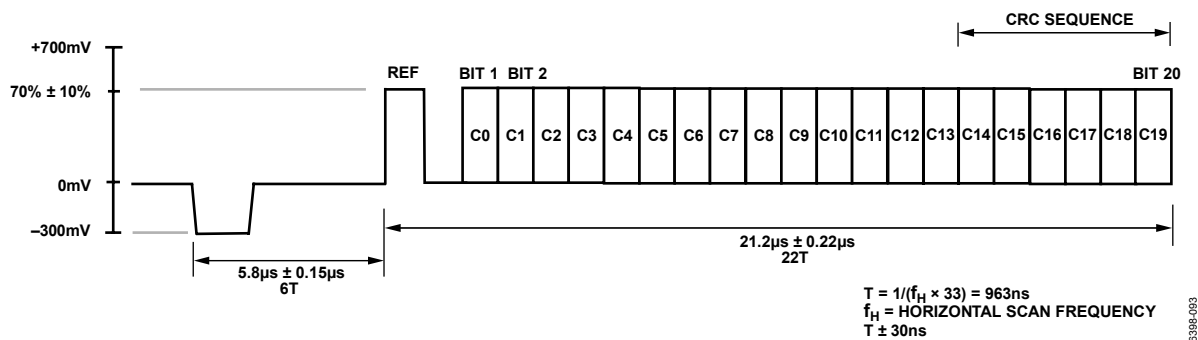 CRC SEQUENCE
+700mV
REF
BIT 1 BIT 2
BIT 20
70% ± 10%
C0 C1 C2 C3 C4 C5 C6 C7 C8 C9 C10 C11 C12 C13 C14 C15 C16 C17 C18 C19
0mV
–300mV
21.2µs ± 0.22µs
22T
5.8µs ± 0.15µs
6T
T = 1/(fH × 33) = 963ns
fH = HORIZONTAL SCAN FREQUENCY
T ± 30ns
6398-093